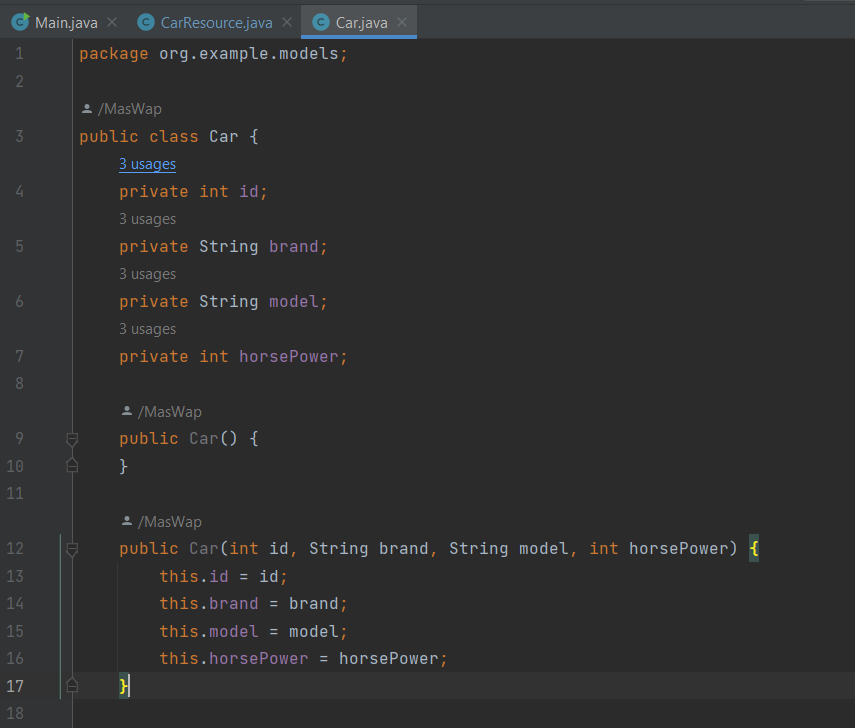 Main.java CarResource.java Car.java
1 package org.example.models;
2
/MasWap
3 public class Car {
3 usages
4 private int id;
3 usages
5 private String brand;
3 usages
6 private String model;
3 usages
7 private int horsePower;
8
/MasWap
9 public Car() {
10 }
11
/MasWap
12 public Car(int id, String brand, String model, int horsePower) {
13 this.id = id;
14 this.brand = brand;
15 this.model = model;
16 this.horsePower = horsePower;
17 }
18